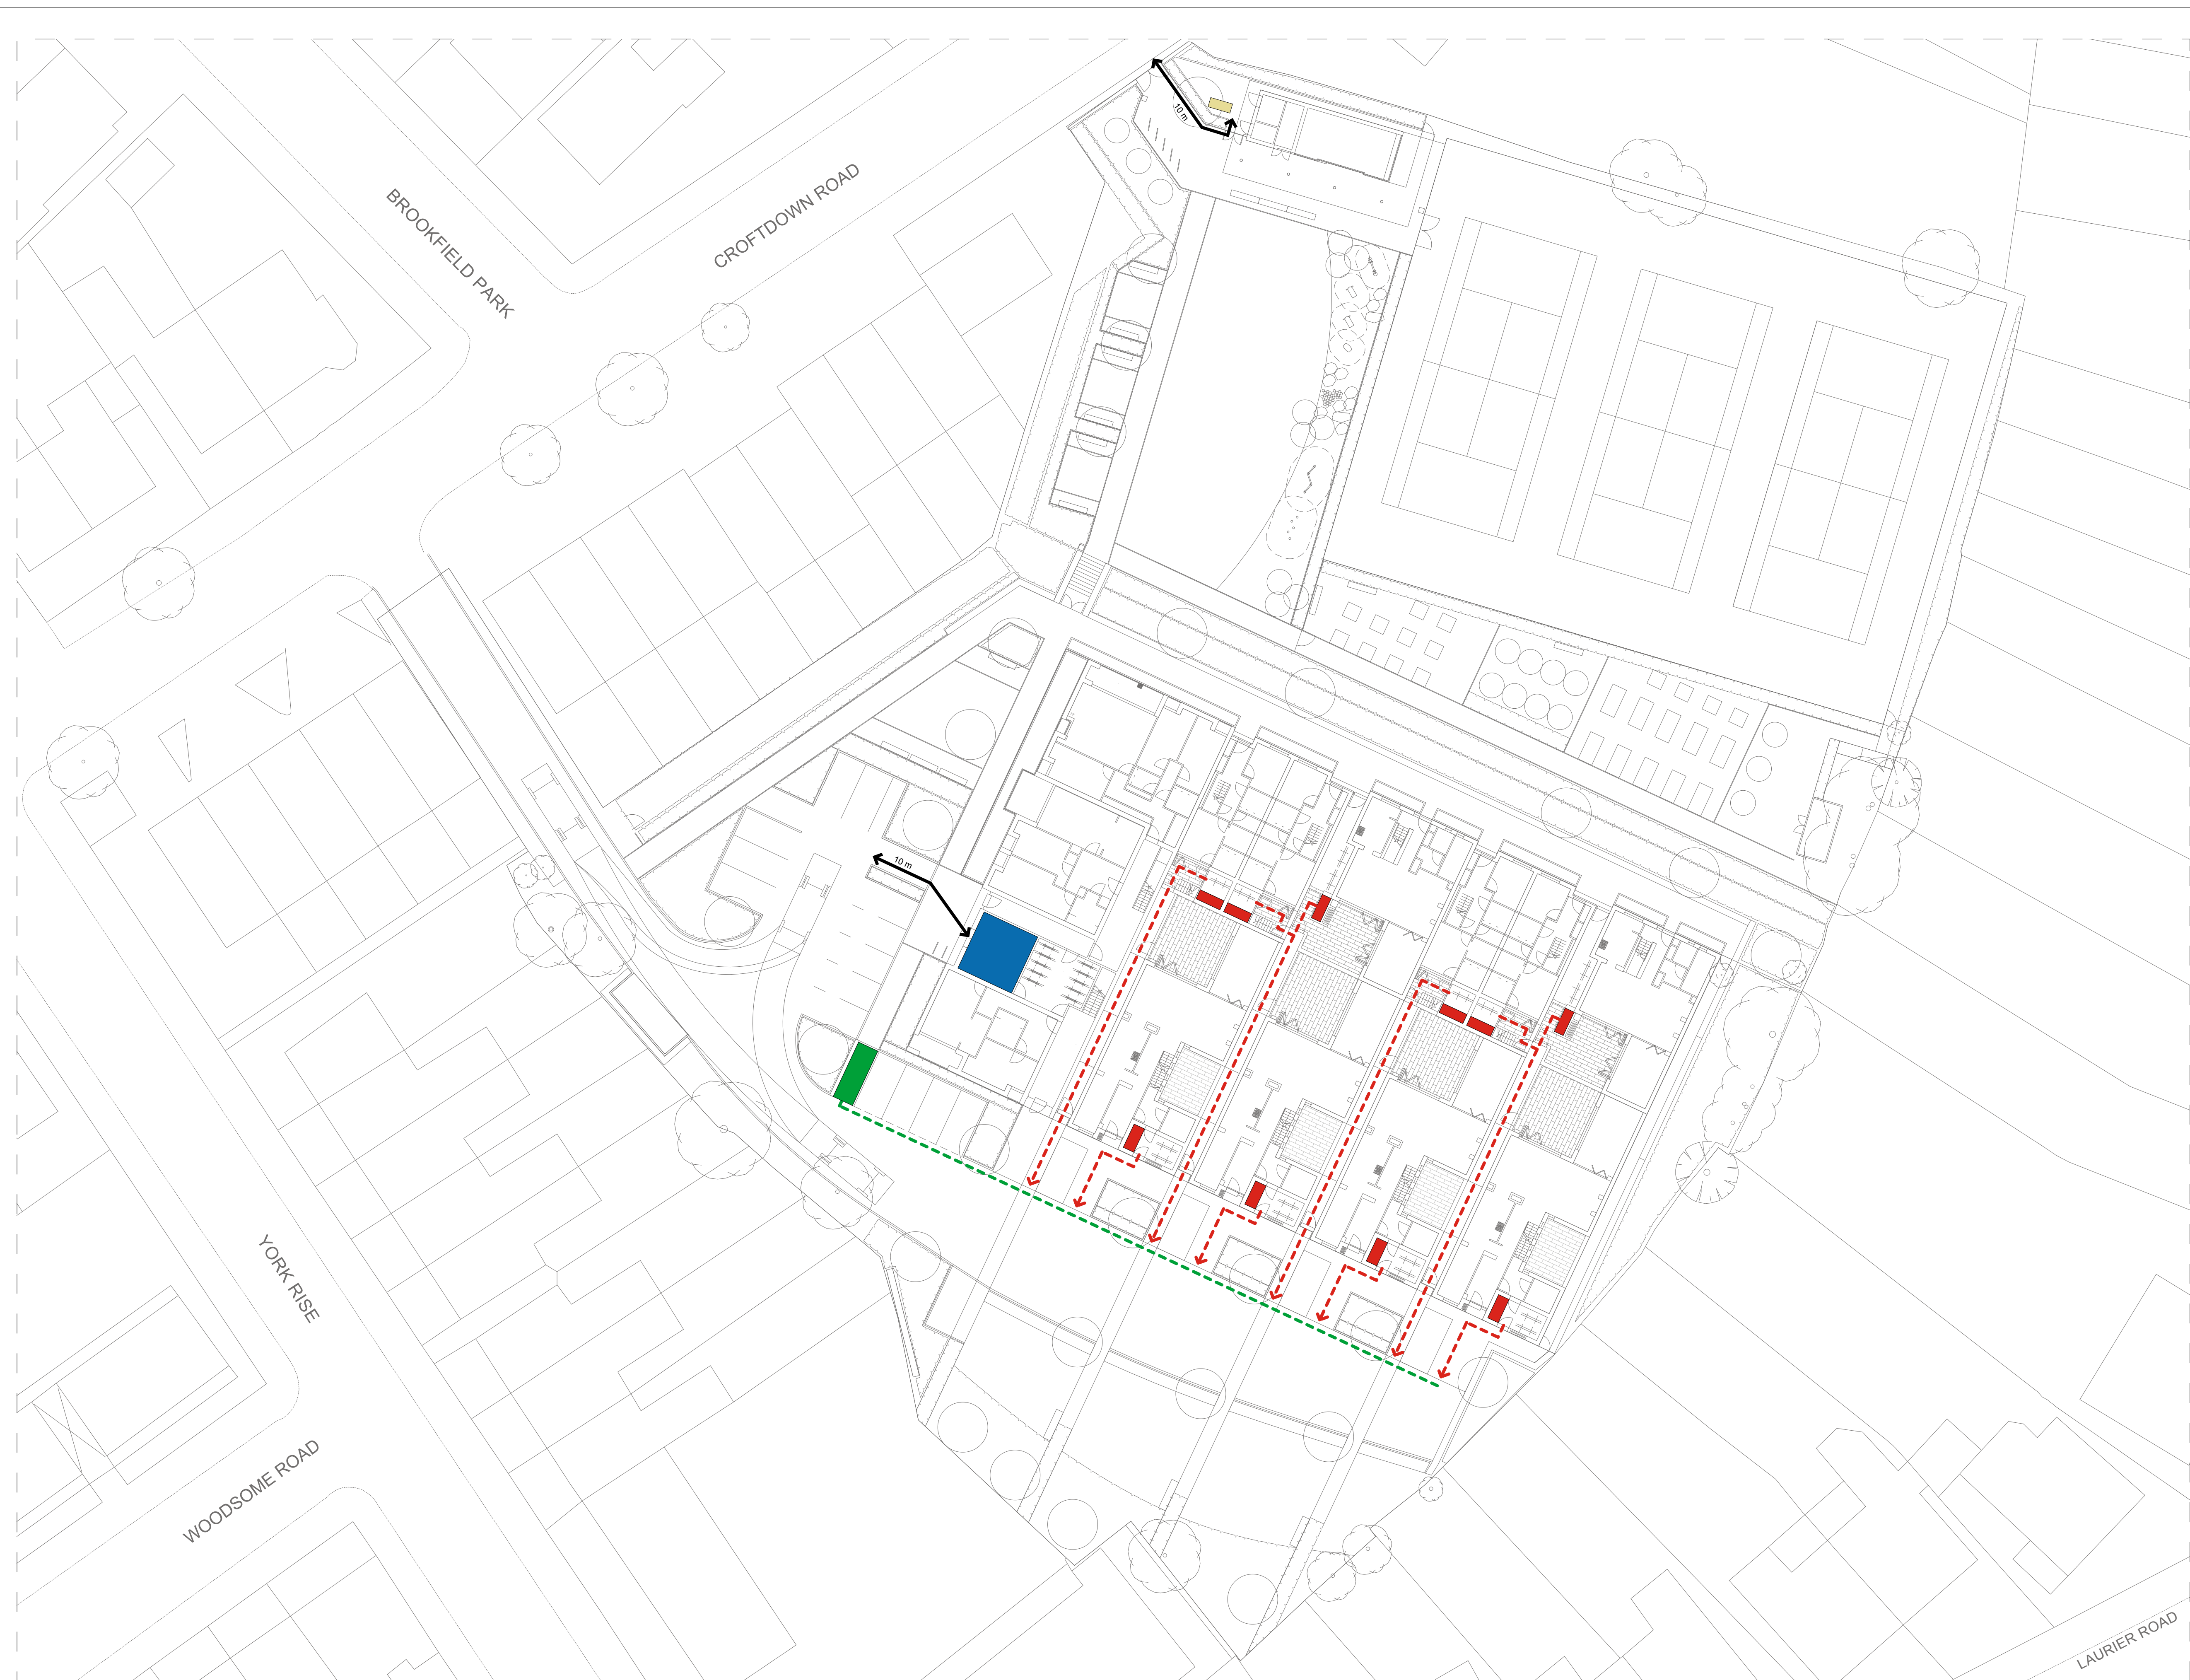 10 m
BROOKFIELD PARK
CROFTDOWN ROAD
10 m
YORK RISE
WOODSOME ROAD
LAURIER ROAD